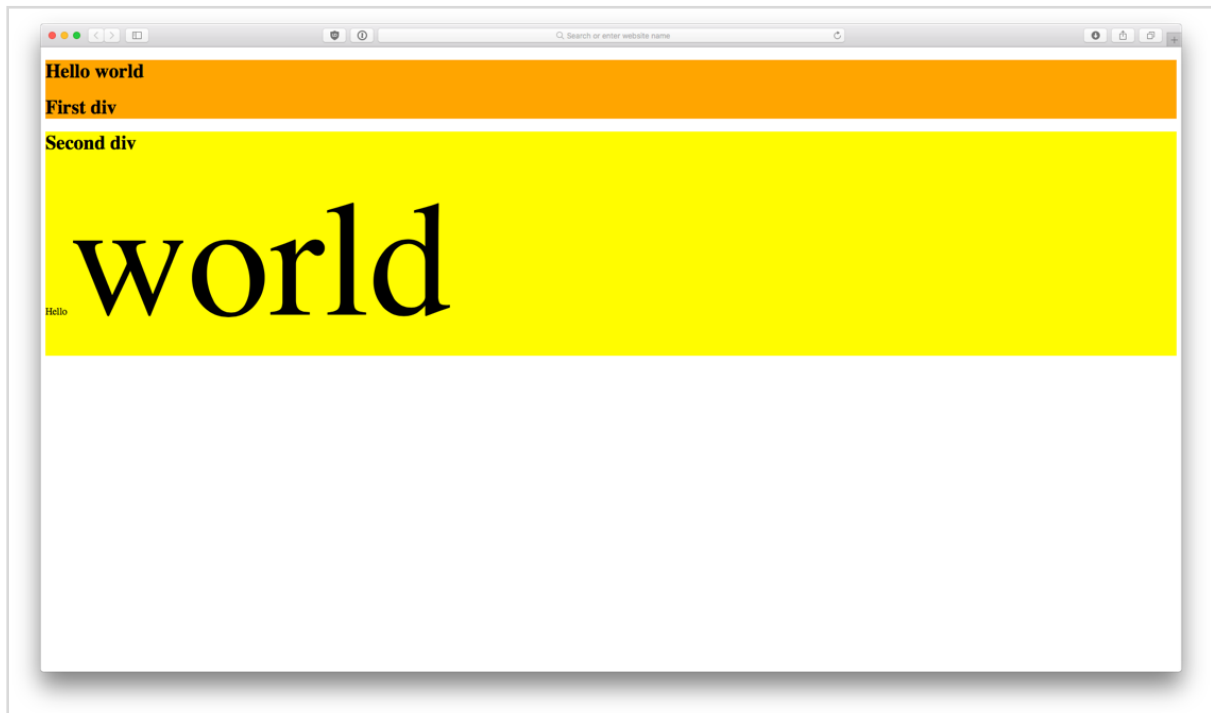 Search or enter website name
Hello world
First div
Second div
Hello world